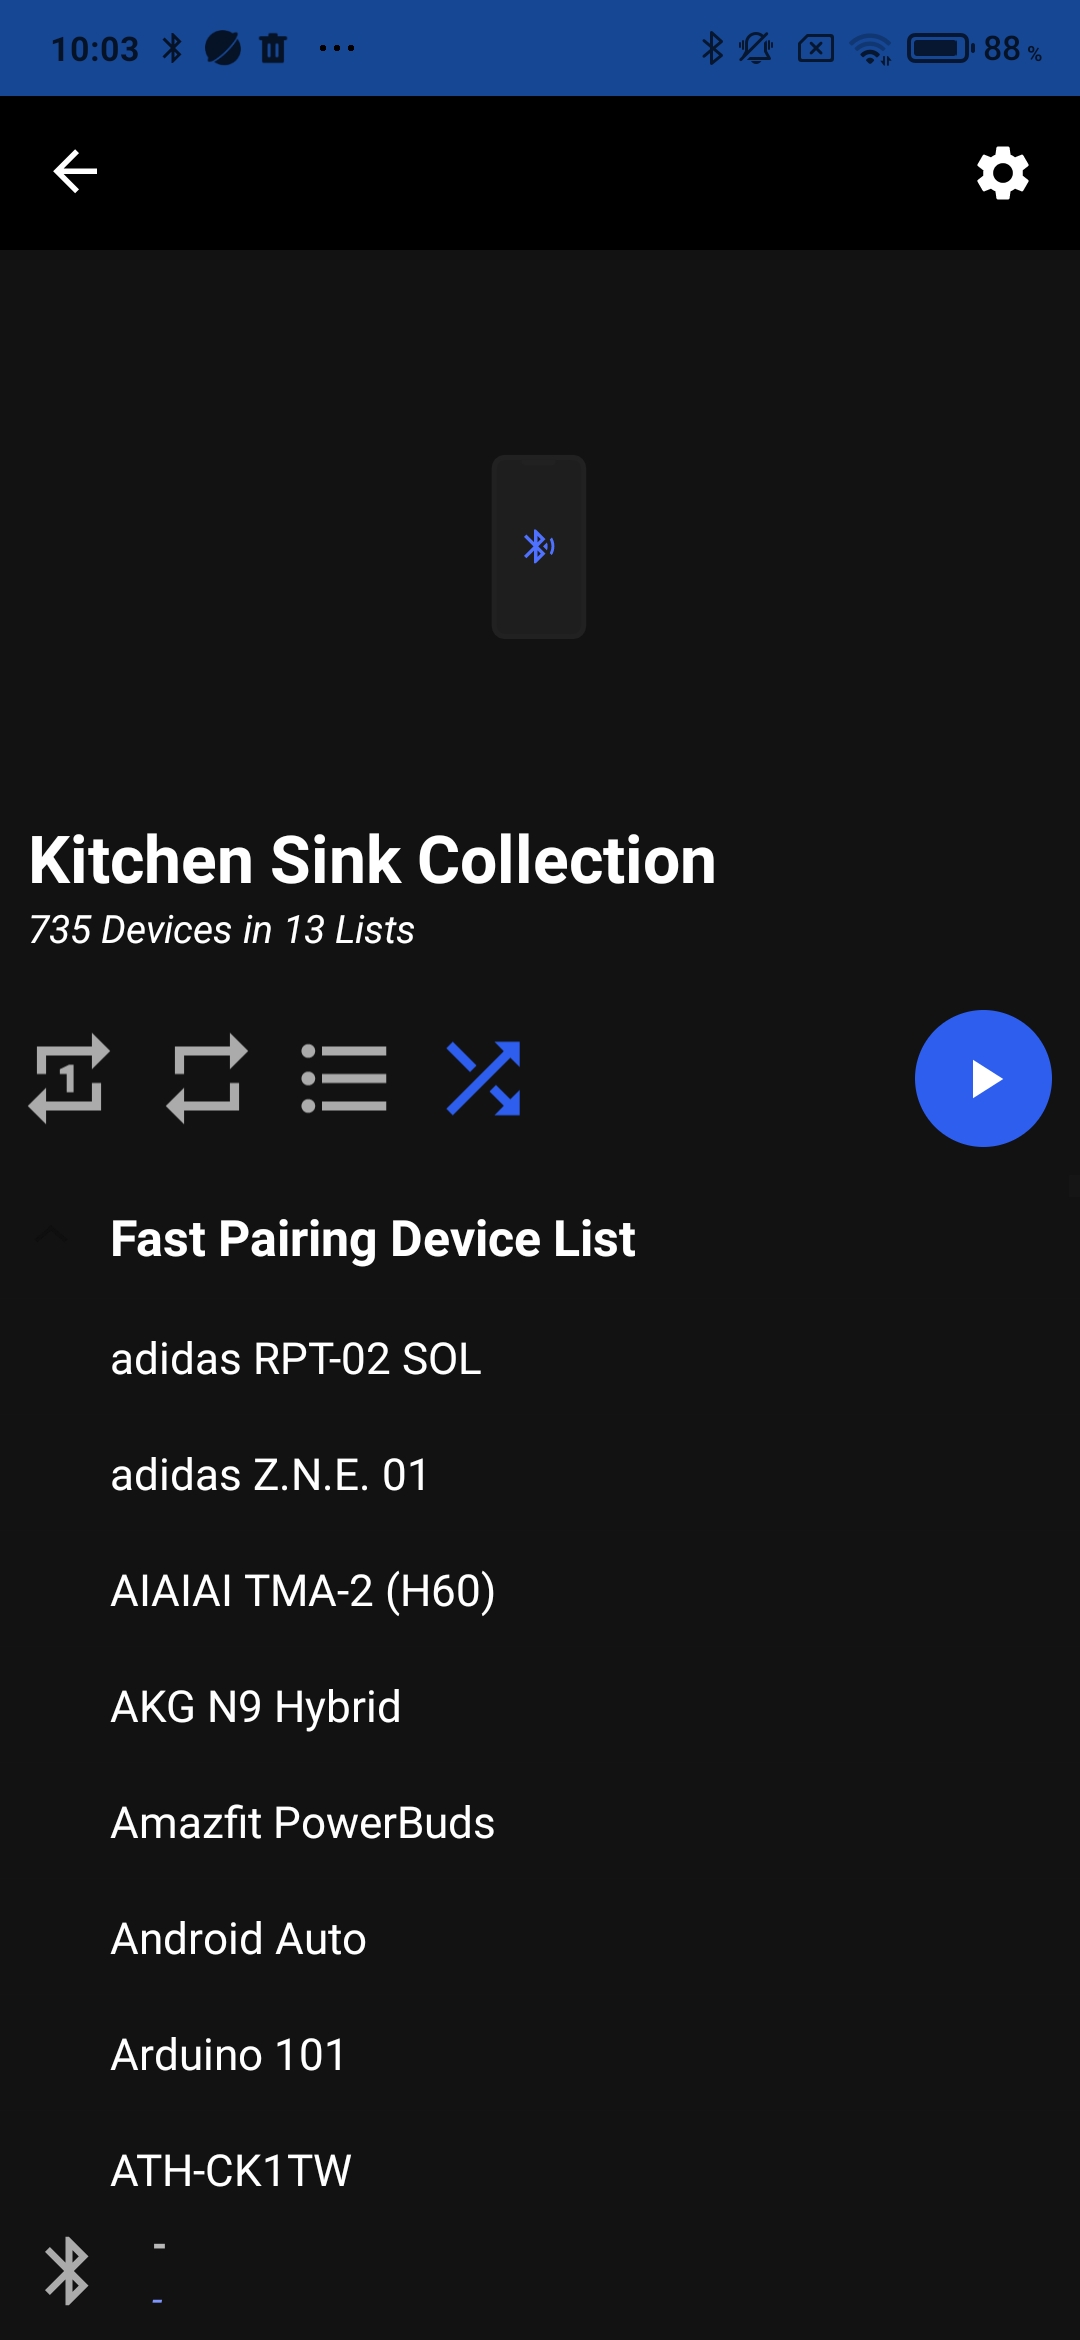 10:03
88 %
Kitchen Sink Collection
735 Devices in 13 Lists
1
Fast Pairing Device List
adidas RPT-02 SOL
adidas Z.N.E. 01
AIAIAI TMA-2 (H60)
AKG N9 Hybrid
Amazfit PowerBuds
Android Auto
Arduino 101
ATH-CK1TW
-
-